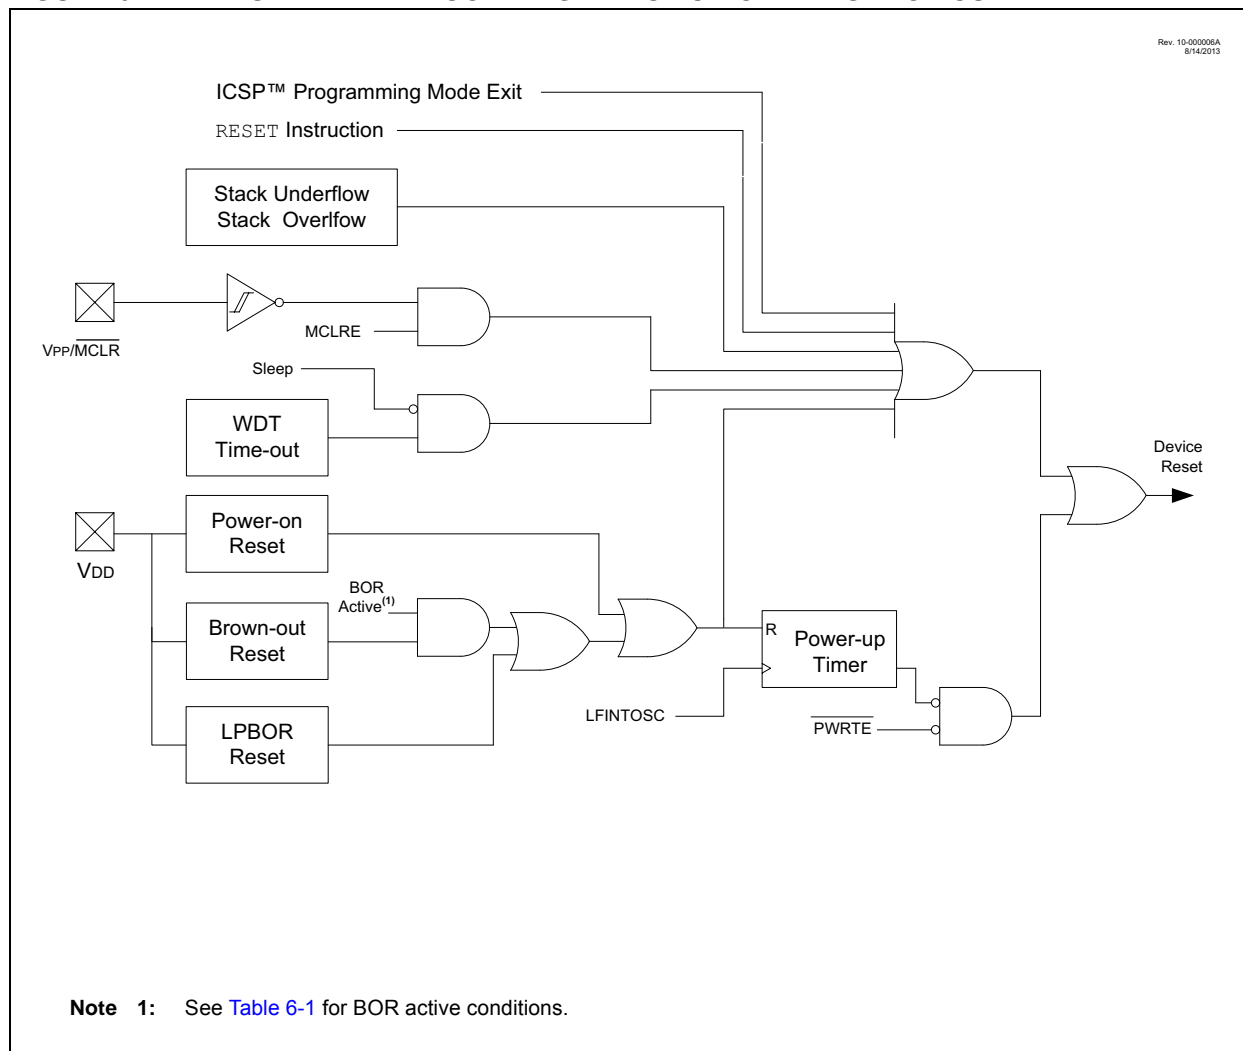 Rev. 10-000006A
8/14/2013
ICSP™ Programming Mode Exit
RESET Instruction
Stack Underflow
Stack Overlfow
VPP/MCLR
MCLRE
Sleep
WDT
Time-out
Device
Reset
VDD
Power-on
Reset
BOR
Active(1)
Brown-out
Reset
R
Power-up
Timer
LFINTOSC
PWRTE
LPBOR
Reset
Note 1: See Table 6-1 for BOR active conditions.